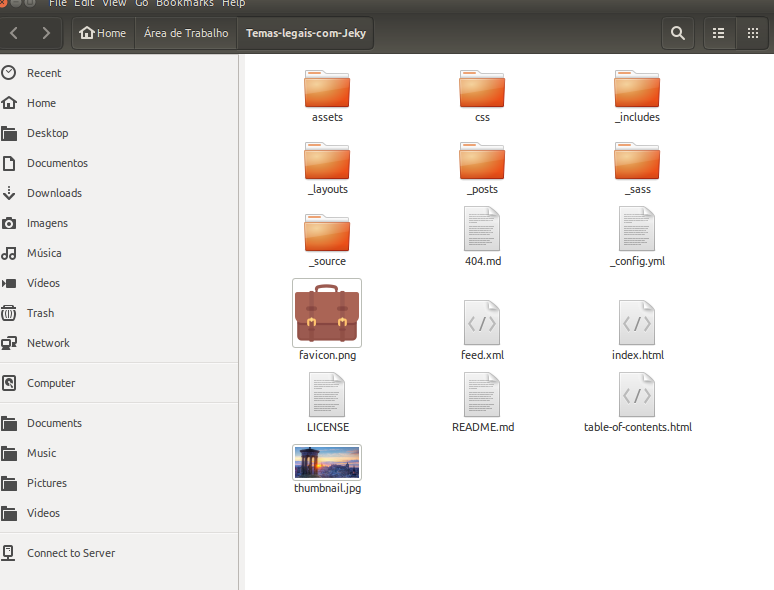 File Edit View Go Bookmarks Help
Home Área de Trabalho Temas-legais-com-Jeky
Recent
Home
Desktop
Documentos
Downloads
Imagens
Música
Vídeos
Trash
Network
Computer
Documents
Music
Pictures
Videos
Connect to Server
assets css _includes
_layouts _posts _sass
_source 404.md _config.yml
favicon.png feed.xml index.html
LICENSE README.md table-of-contents.html
thumbnail.jpg